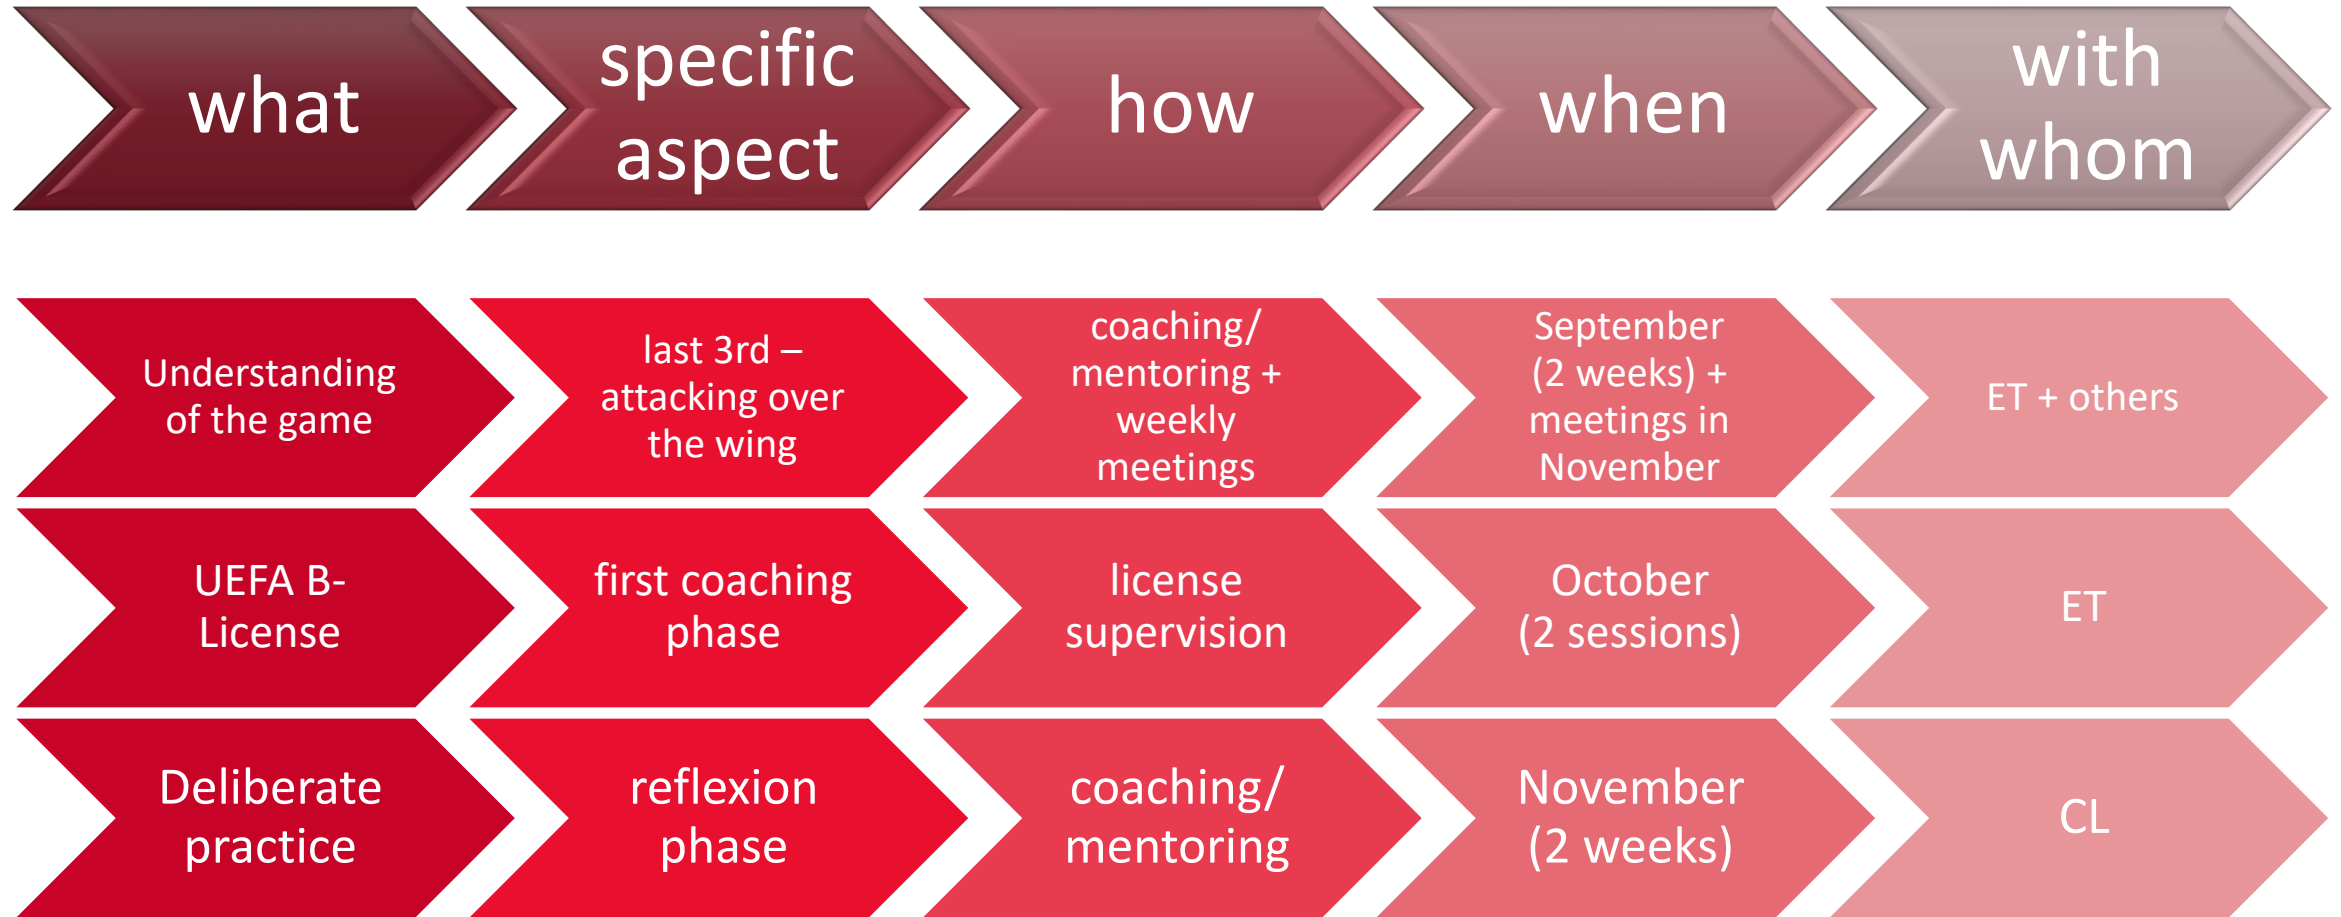 what
specific
aspect
how
when
with
whom
Understanding
of the game
last 3rd –
attacking over
the wing
coaching/
mentoring +
weekly
meetings
September
(2 weeks) +
meetings in
November
ET + others
UEFA B-
License
first coaching
phase
license
supervision
October
(2 sessions)
ET
Deliberate
practice
reflexion
phase
coaching/
mentoring
November
(2 weeks)
CL